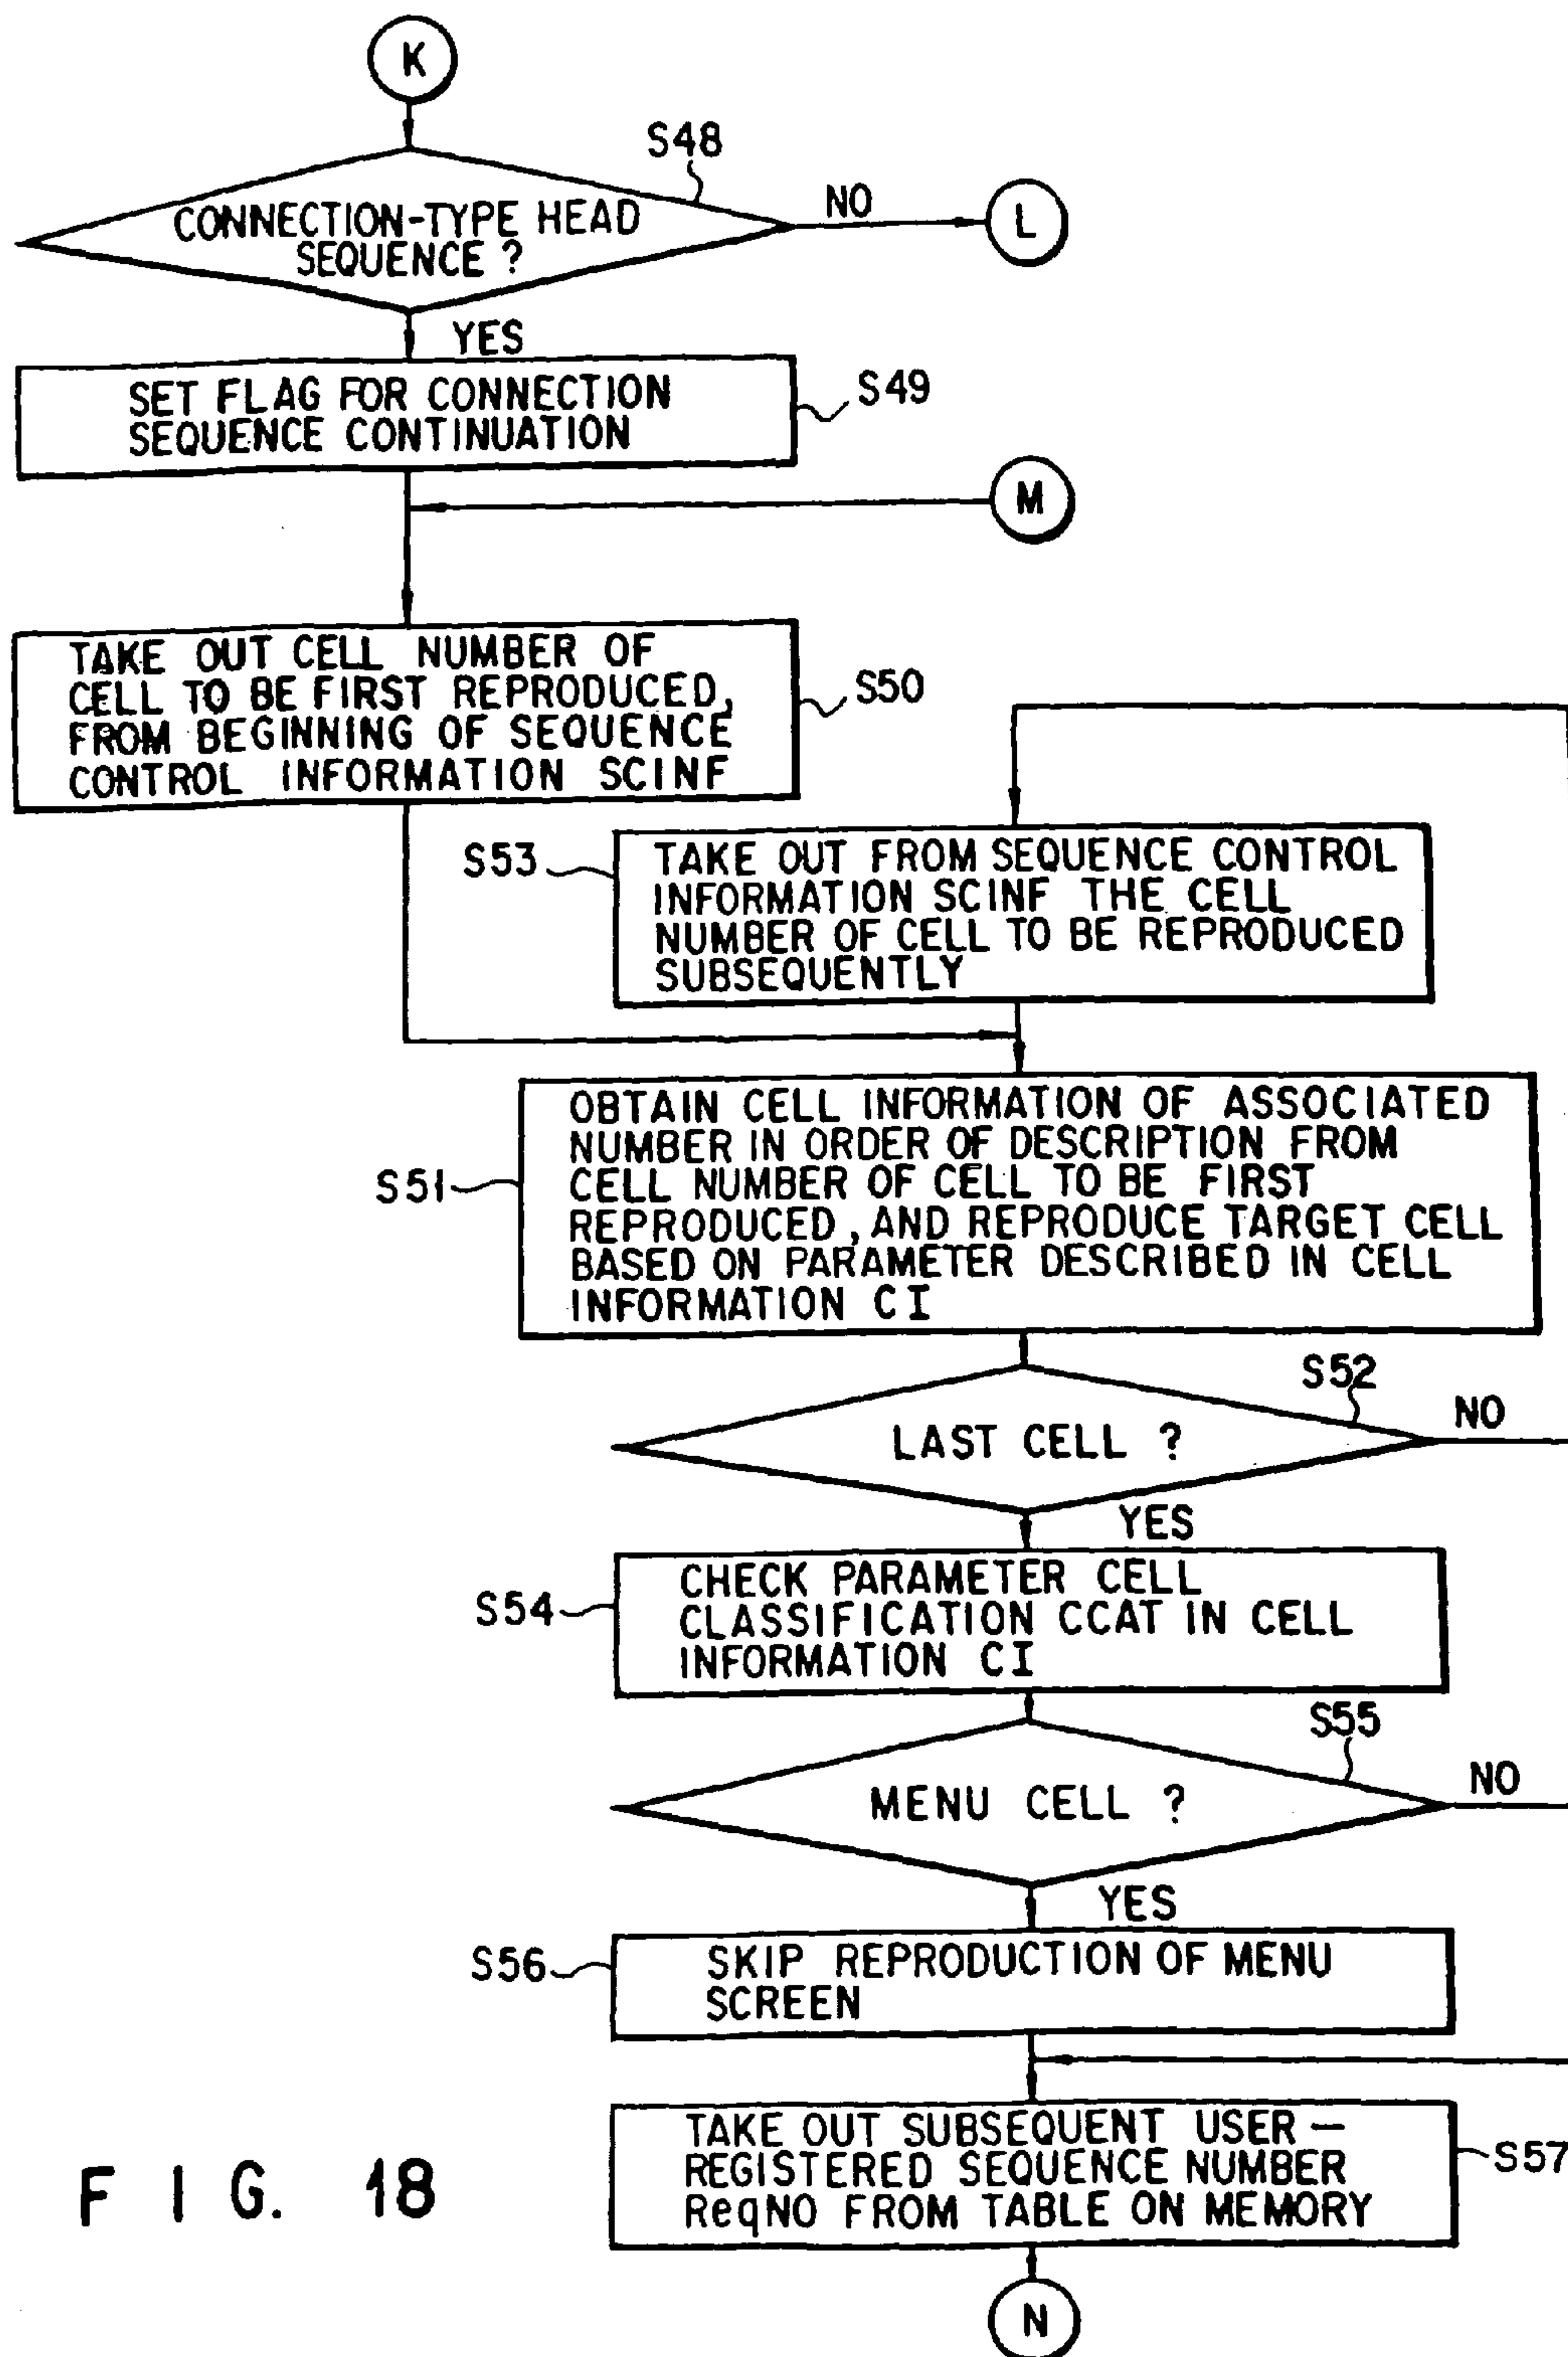 K
S48
CONNECTION-TYPE HEAD
SEQUENCE ?
NO
L
YES
SET FLAG FOR CONNECTION
SEQUENCE CONTINUATION
S49
M
TAKE OUT CELL NUMBER OF
CELL TO BE FIRST REPRODUCED,
FROM BEGINNING OF SEQUENCE
CONTROL INFORMATION SCINF
S50
S53
TAKE OUT FROM SEQUENCE CONTROL
INFORMATION SCINF THE CELL
NUMBER OF CELL TO BE REPRODUCED
SUBSEQUENTLY
S51
OBTAIN CELL INFORMATION OF ASSOCIATED
NUMBER IN ORDER OF DESCRIPTION FROM
CELL NUMBER OF CELL TO BE FIRST
REPRODUCED, AND REPRODUCE TARGET CELL
BASED ON PARAMETER DESCRIBED IN CELL
INFORMATION CI
S52
LAST CELL ?
NO
YES
S54
CHECK PARAMETER CELL
CLASSIFICATION CCAT IN CELL
INFORMATION CI
S55
MENU CELL ?
NO
YES
S56
SKIP REPRODUCTION OF MENU
SCREEN
TAKE OUT SUBSEQUENT USER-
REGISTERED SEQUENCE NUMBER
ReqNO FROM TABLE ON MEMORY
S57
N
FIG. 18